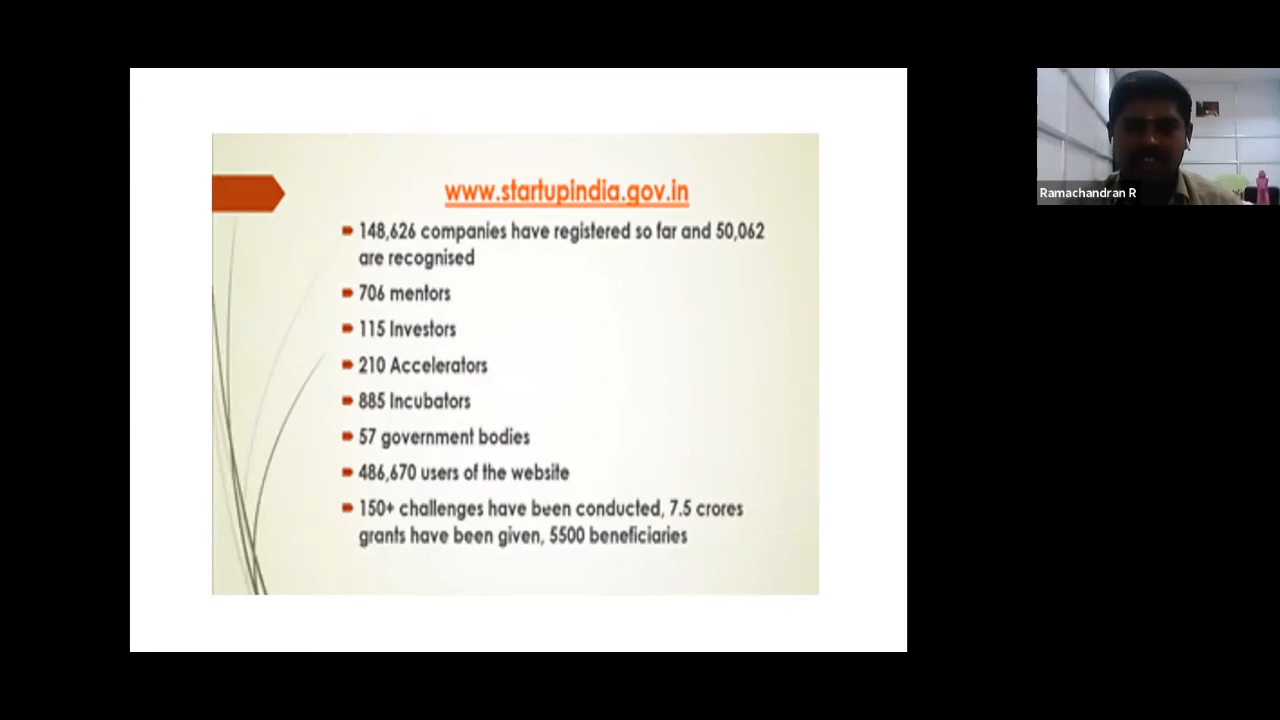 www.startupindia.gov.in
148,626 companies have registered so far and 50,062
are recognised
706 mentors
115 Investors
210 Accelerators
885 Incubators
57 government bodies
486,670 users of the website
150+ challenges have been conducted, 7.5 crores
grants have been given, 5500 beneficiaries
Ramachandran R